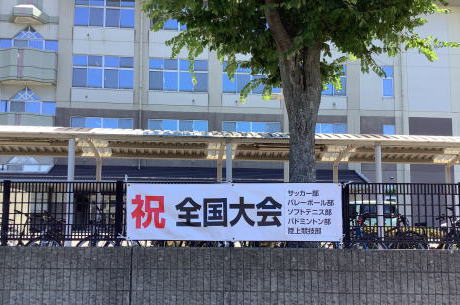 祝 全国大会
サッカー部
バレーボール部
ソフトテニス部
バドミントン部
陸上競技部